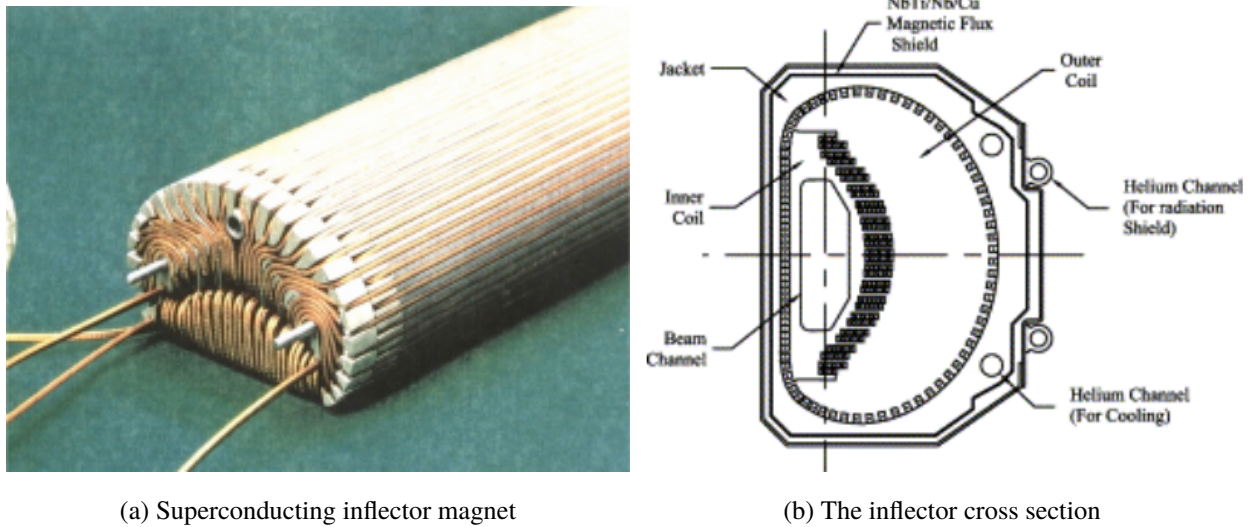 NbTi/Nb/Cu
Magnetic Flux
Shield
Jacket
Outer
Coil
Inner
Coil
Helium Channel
(For radiation
Shield)
Beam
Channel
Helium Channel
(For Cooling)
(a) Superconducting inflector magnet
(b) The inflector cross section